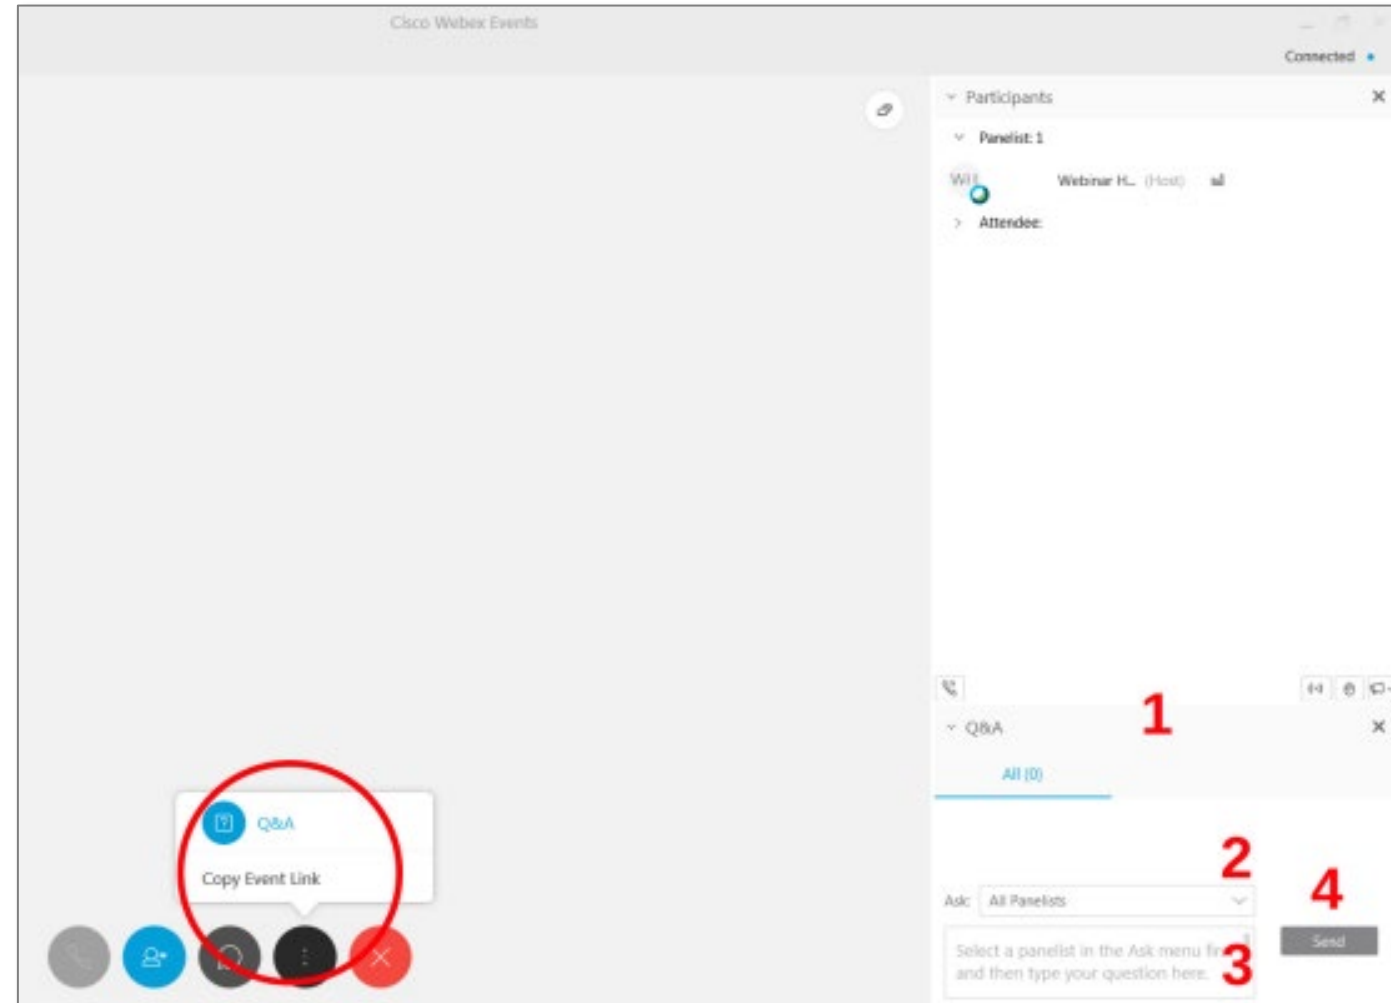 Cisco Webex Events
Connected
Participants
Panelist: 1
Webinar H... (Host)
Attendee:
1
Q&A
All (0)
2
Ask: All Panelists
4
Send
Select a panelist in the Ask menu
and then type your question here.
3
Q&A
Copy Event Link